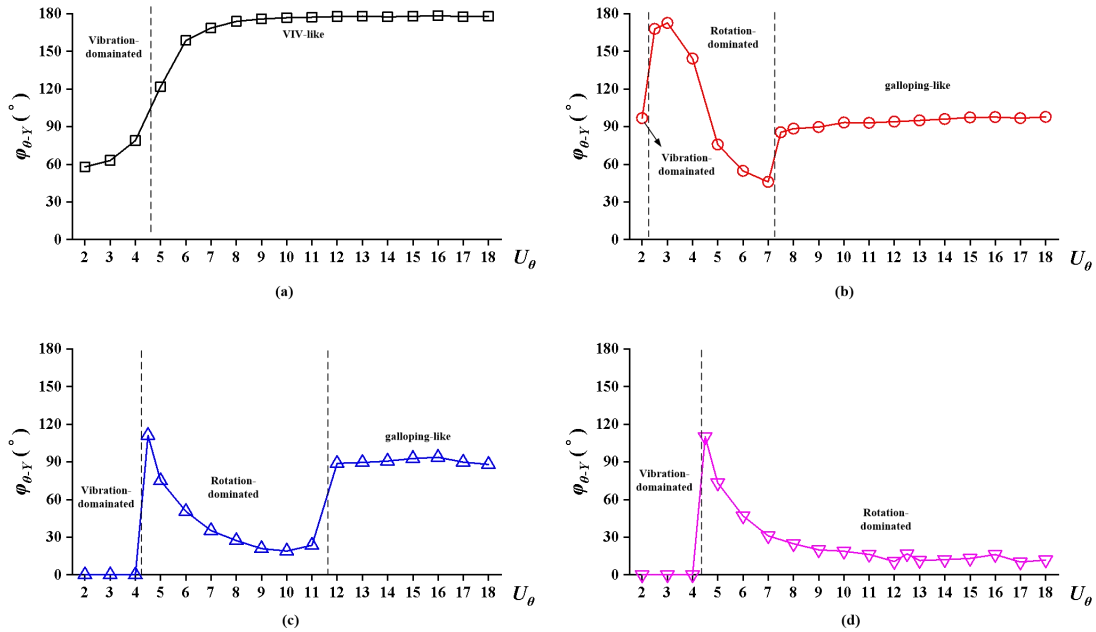 180
150
120
90
60
30
0
φθ-Y (°)
Vibration-
domainated
VIV-like
2 3 4 5 6 7 8 9 10 11 12 13 14 15 16 17 18
Uθ
(a)
180
150
120
90
60
30
0
φθ-Y (°)
Rotation-
dominated
galloping-like
Vibration-
domainated
2 3 4 5 6 7 8 9 10 11 12 13 14 15 16 17 18
Uθ
(b)
180
150
120
90
60
30
0
φθ-Y (°)
galloping-like
Rotation-
dominated
Vibration-
domainated
2 3 4 5 6 7 8 9 10 11 12 13 14 15 16 17 18
Uθ
(c)
180
150
120
90
60
30
0
φθ-Y (°)
Vibration-
domainated
Rotation-
dominated
2 3 4 5 6 7 8 9 10 11 12 13 14 15 16 17 18
Uθ
(d)